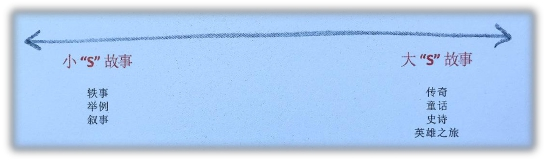 小 “S” 故事
大 “S” 故事
轶事
举例
叙事
传奇
童话
史诗
英雄之旅